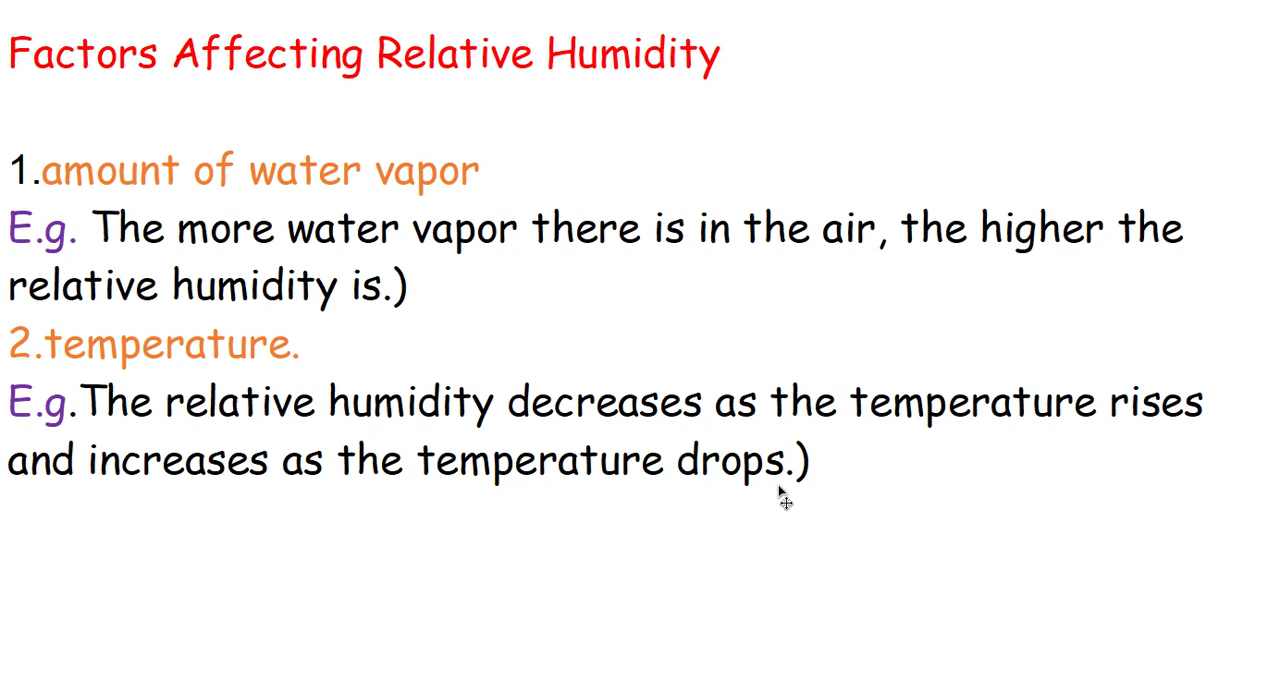 Factors Affecting Relative Humidity
1.amount of water vapor
E.g. The more water vapor there is in the air, the higher the
relative humidity is.)
2.temperature.
E.g.The relative humidity decreases as the temperature rises
and increases as the temperature drops.)